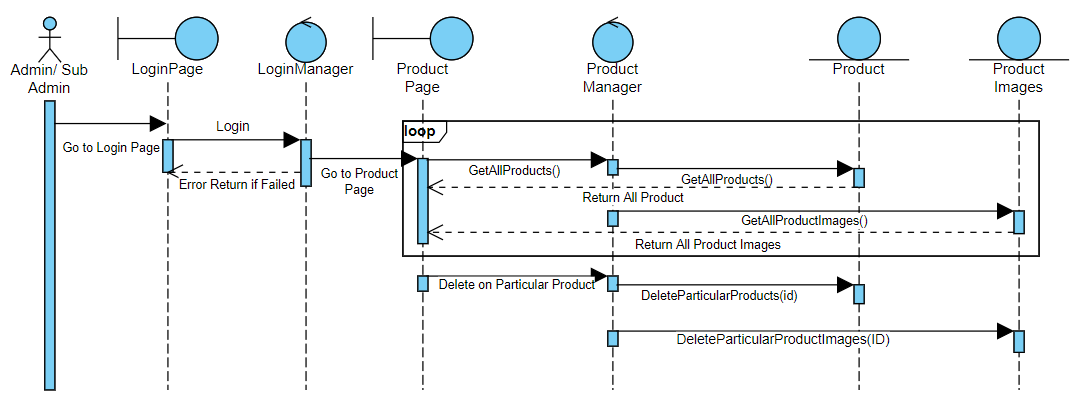 Admin/ Sub
Admin
LoginPage
LoginManager
Product
Page
Product
Manager
Product
Product
Images
loop
Go to Login Page
Login
Error Return if Failed
Go to Product
Page
GetAllProducts()
GetAllProducts()
Return All Product
GetAllProductImages()
Return All Product Images
Delete on Particular Product
DeleteParticularProducts(id)
DeleteParticularProductImages(ID)